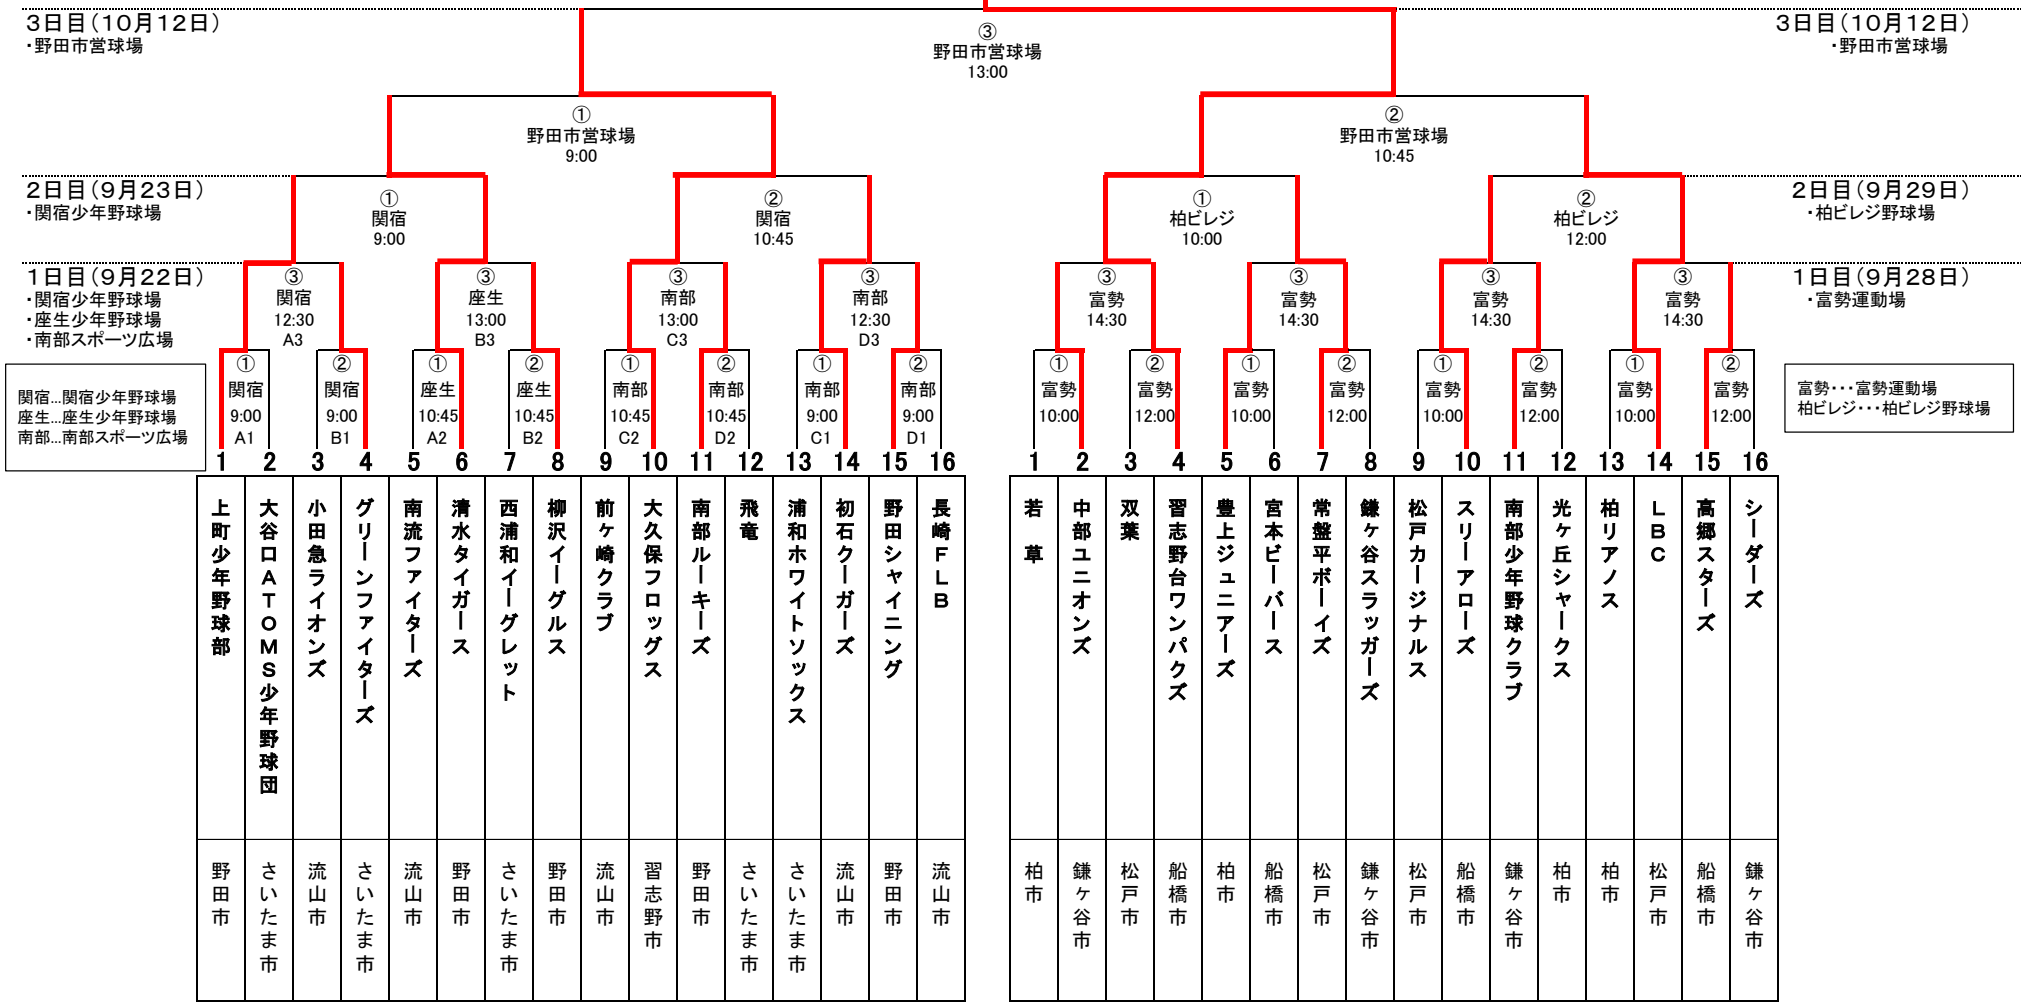 3日目(10月12日)
・野田市営球場
③
野田市営球場
13:00
3日目(10月12日)
・野田市営球場
①
野田市営球場
9:00
②
野田市営球場
10:45
2日目(9月23日)
・関宿少年野球場
①
関宿
9:00
②
関宿
10:45
①
柏ビレジ
10:00
②
柏ビレジ
12:00
2日目(9月29日)
・柏ビレジ野球場
1日目(9月22日)
・関宿少年野球場
・座生少年野球場
・南部スポーツ広場
③
関宿
12:30
A3
③
座生
13:00
B3
③
南部
13:00
C3
③
南部
12:30
D3
③
富勢
14:30
③
富勢
14:30
③
富勢
14:30
③
富勢
14:30
1日目(9月28日)
・富勢運動場
関宿…関宿少年野球場
座生…座生少年野球場
南部…南部スポーツ広場
①
関宿
9:00
A1
②
関宿
9:00
B1
①
座生
10:45
A2
②
座生
10:45
B2
①
南部
10:45
C2
②
南部
10:45
D2
①
南部
9:00
C1
②
南部
9:00
D1
①
富勢
10:00
②
富勢
12:00
①
富勢
10:00
②
富勢
12:00
①
富勢
10:00
②
富勢
12:00
①
富勢
10:00
②
富勢
12:00
富勢・・・富勢運動場
柏ビレジ・・・柏ビレジ野球場
1 2 3 4 5 6 7 8 9 10 11 12 13 14 15 16
1 2 3 4 5 6 7 8 9 10 11 12 13 14 15 16
上町少年野球部
大谷口ATOMS少年野球団
小田急ライオンズ
グリーンファイターズ
南流ファイターズ
清水タイガース
西浦和イーグレット
柳沢イーグルス
前ヶ崎クラブ
大久保フロッグス
南部ルーキーズ
飛竜
浦和ホワイトソックス
初石クーガーズ
野田シャイニング
長崎FLB
若 草
中部ユニオンズ
双葉
習志野台ワンパクズ
豊上ジュニアーズ
宮本ビーバース
常盤平ボーイズ
鎌ヶ谷スラッガーズ
松戸カージナルス
スリーアローズ
南部少年野球クラブ
光ヶ丘シャークス
柏リアノス
LBC
高郷スターズ
シーダーズ
野田市
さいたま市
流山市
さいたま市
流山市
野田市
さいたま市
野田市
流山市
習志野市
野田市
さいたま市
さいたま市
流山市
野田市
流山市
柏市
鎌ヶ谷市
松戸市
船橋市
柏市
船橋市
松戸市
鎌ヶ谷市
松戸市
船橋市
鎌ヶ谷市
柏市
柏市
松戸市
船橋市
鎌ヶ谷市